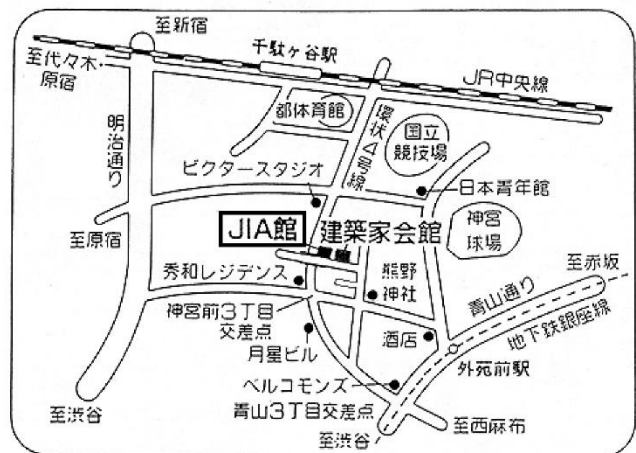 至新宿
千駄ヶ谷駅
至代々木・
原宿
JR中央線
都体育館
明治通り
環状4号線
国立
競技場
ビクタースタジオ
日本青年館
JIA館
建築家会館
神宮
球場
至原宿
秀和レジデンス
熊野
神社
至赤坂
青山通り
地下鉄銀座線
神宮前3丁目
交差点
月星ビル
酒店
外苑前駅
ベルコモンズ
青山3丁目交差点
至渋谷
至渋谷
至西麻布